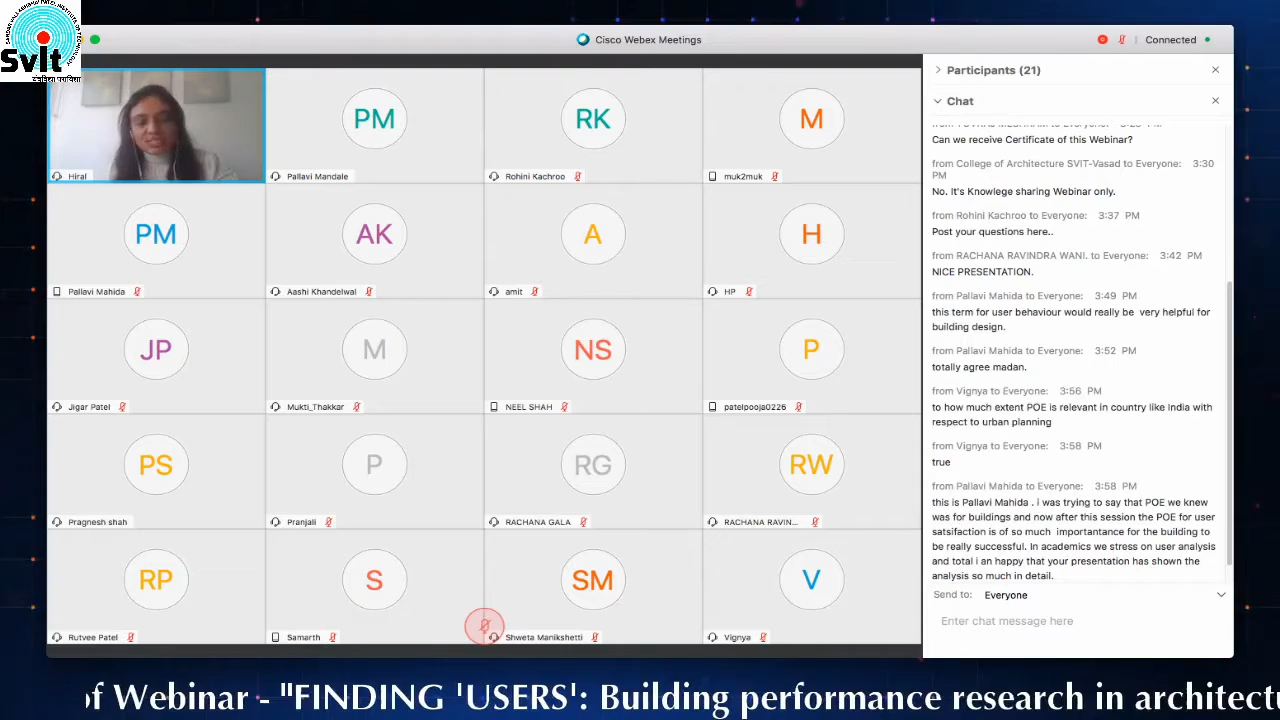 Svit
Cisco Webex Meetings
Connected
Hiral
PM
Pallavi Mandale
RK
Rohini Kachroo
M
muk2muk
PM
Pallavi Mahida
AK
Aashi Khandelwal
A
amit
H
HP
JP
Jigar Patel
M
Mukti_Thakkar
NS
NEEL SHAH
P
patelpooja0226
PS
Pragnesh shah
P
Pranjali
RG
RACHANA GALA
RW
RACHANA RAVIN...
RP
Rutvee Patel
S
Samarth
SM
Shweta Manikshetti
V
Vignya
Participants (21)
Chat
Can we receive Certificate of this Webinar?
from College of Architecture SVIT-Vasad to Everyone: 3:30
PM
No. It's Knowlege sharing Webinar only.
from Rohini Kachroo to Everyone: 3:37 PM
Post your questions here..
from RACHANA RAVINDRA WANI. to Everyone: 3:42 PM
NICE PRESENTATION.
from Pallavi Mahida to Everyone: 3:49 PM
this term for user behaviour would really be very helpful for
building design.
from Pallavi Mahida to Everyone: 3:52 PM
totally agree madan.
from Vignya to Everyone: 3:56 PM
to how much extent POE is relevant in country like India with
respect to urban planning
from Vignya to Everyone: 3:58 PM
true
from Pallavi Mahida to Everyone: 3:58 PM
this is Pallavi Mahida . i was trying to say that POE we knew
was for buildings and now after this session the POE for user
satsifaction is of so much importantance for the building to
be really successful. In academics we stress on user analysis
and total i an happy that your presentation has shown the
analysis so much in detail.
Send to: Everyone
Enter chat message here
of Webinar - "FINDING 'USERS': Building performance research in architect